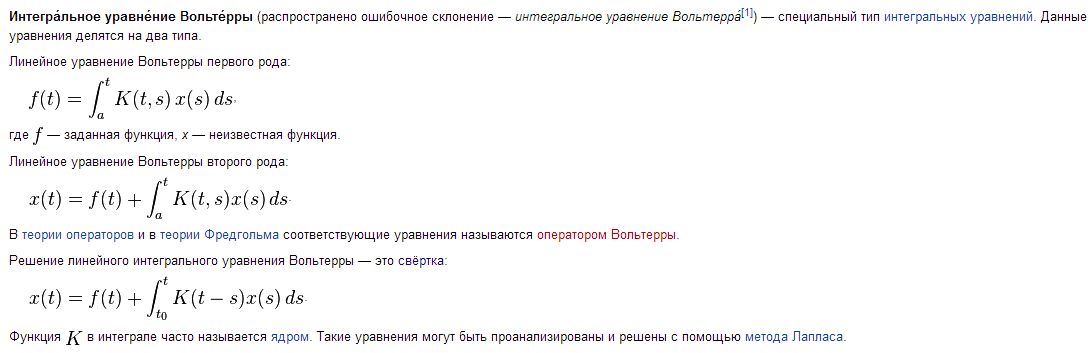 Интегра́льное уравне́ние Вольте́рры (распространено ошибочное склонение — интегральное уравнение Вольтерра́[1]) — специальный тип интегральных уравнений. Данные
уравнения делятся на два типа.
Линейное уравнение Вольтерры первого рода:
f(t) = ∫_a^t K(t, s) x(s) ds,
где f — заданная функция, x — неизвестная функция.
Линейное уравнение Вольтерры второго рода:
x(t) = f(t) + ∫_a^t K(t, s)x(s) ds.
В теории операторов и в теории Фредгольма соответствующие уравнения называются оператором Вольтерры.
Решение линейного интегрального уравнения Вольтерры — это свёртка:
x(t) = f(t) + ∫_{t_0}^t K(t − s)x(s) ds.
Функция K в интеграле часто называется ядром. Такие уравнения могут быть проанализированы и решены с помощью метода Лапласа.